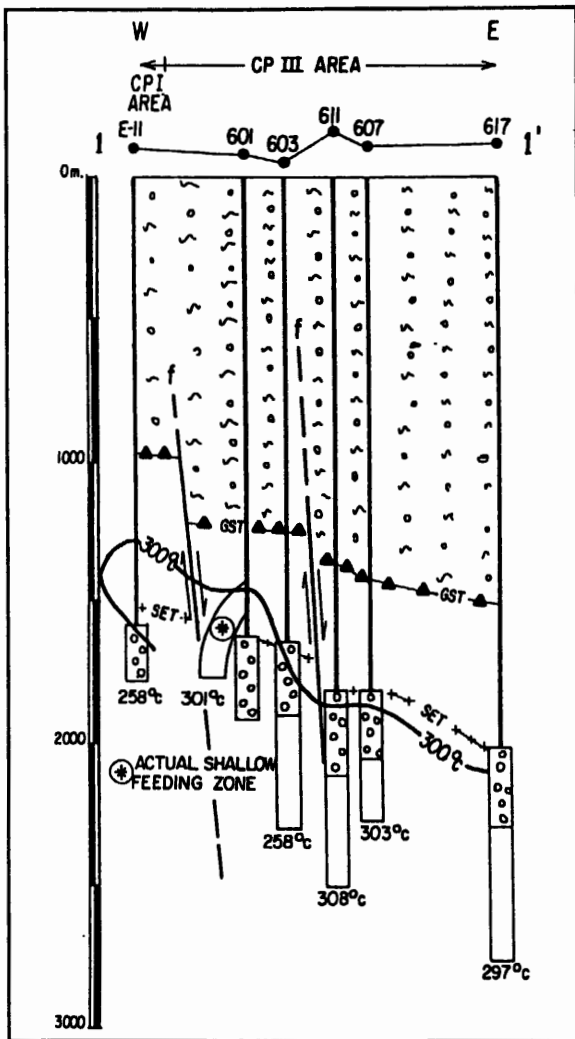 W E
CP III AREA
CPI
AREA
E-11 601 603 611 607 617
1 1'
0m.
f
f
1000
GST
300°c
GST
SET
258°c 301°c
SET
300°c
2000
ACTUAL SHALLOW
FEEDING ZONE
258°c 303°c
308°c
297°c
3000